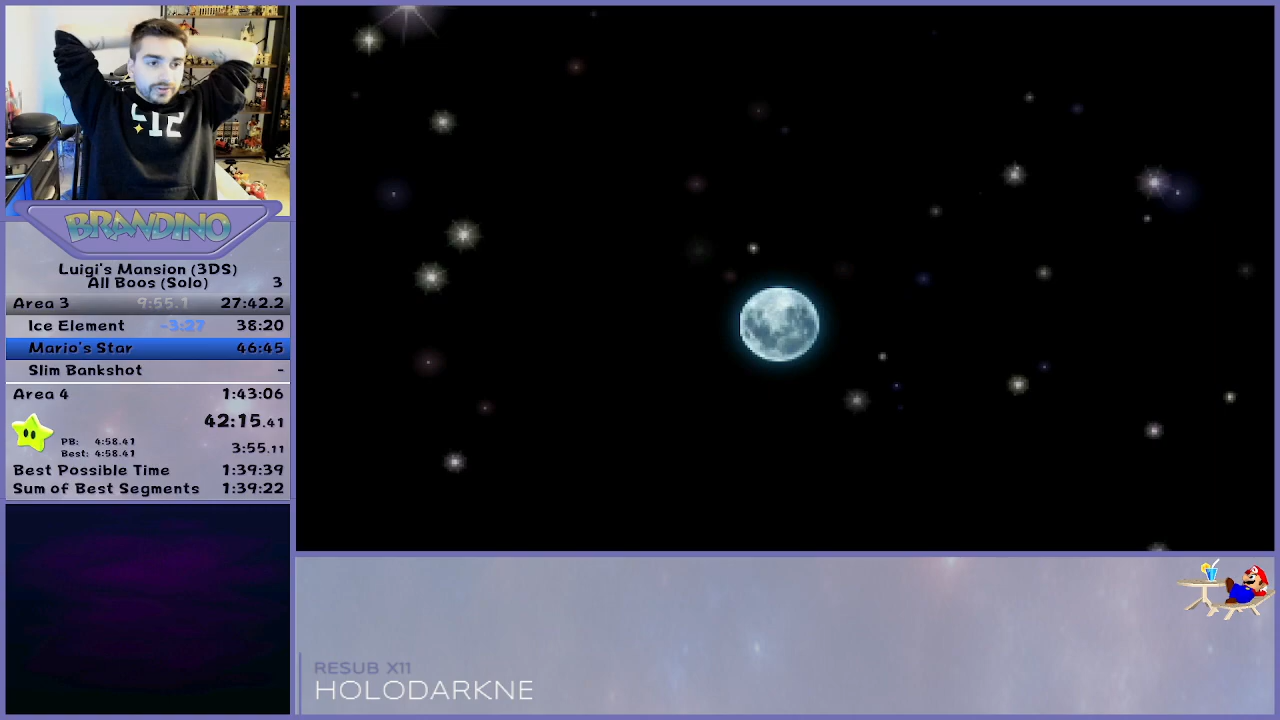 BRANDINO
Luigi's Mansion (3DS)
All Boos (Solo) 3
Area 3 9:55.1 27:42.2
Ice Element -3:27 38:20
Mario's Star 46:45
Slim Bankshot -
Area 4 1:43:06
42:15.41
PB: 4:58.41
Best: 4:58.41
3:55.11
Best Possible Time 1:39:39
Sum of Best Segments 1:39:22
RESUB X11
HOLODARKNE